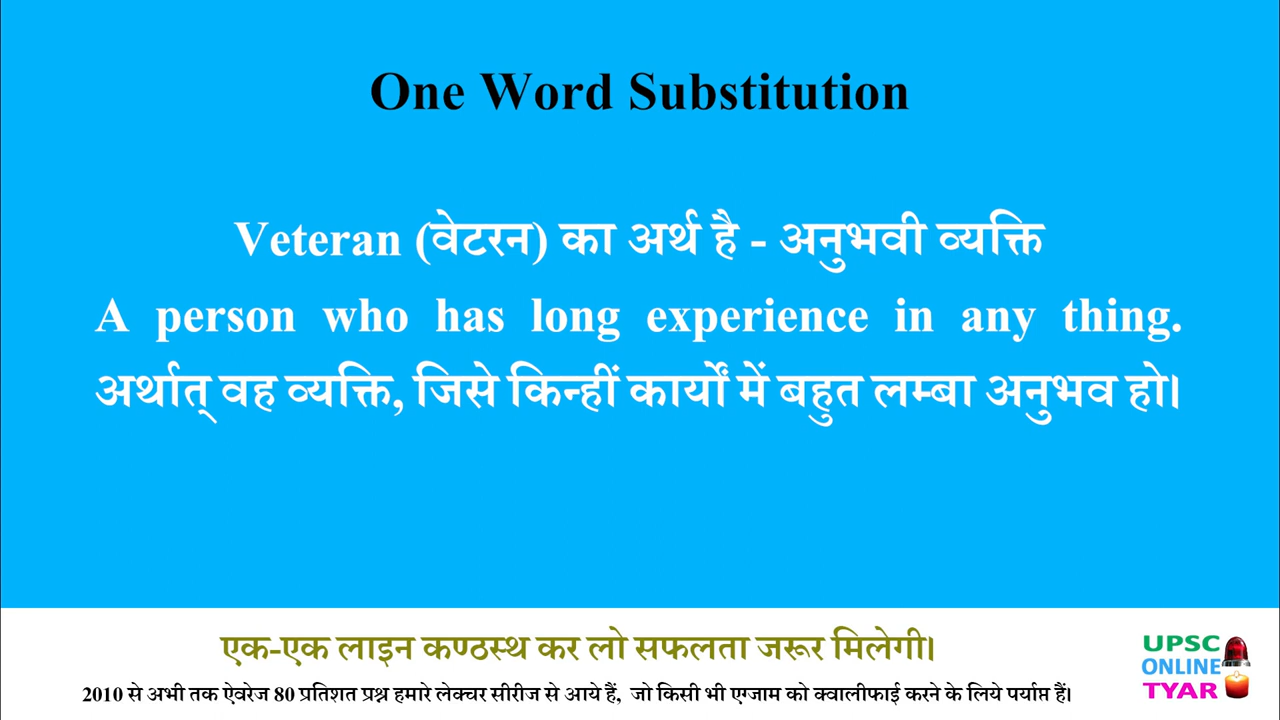 One Word Substitution
Veteran (वेटरन) का अर्थ है - अनुभवी व्यक्ति
A person who has long experience in any thing.
अर्थात् वह व्यक्ति, जिसे किन्हीं कार्यों में बहुत लम्बा अनुभव हो।
एक-एक लाइन कण्ठस्थ कर लो सफलता जरूर मिलेगी।
2010 से अभी तक ऐवरेज 80 प्रतिशत प्रश्न हमारे लेक्चर सीरीज से आये हैं, जो किसी भी एग्जाम को क्वालीफाई करने के लिये पर्याप्त हैं।
UPSC
ONLINE
TYAR